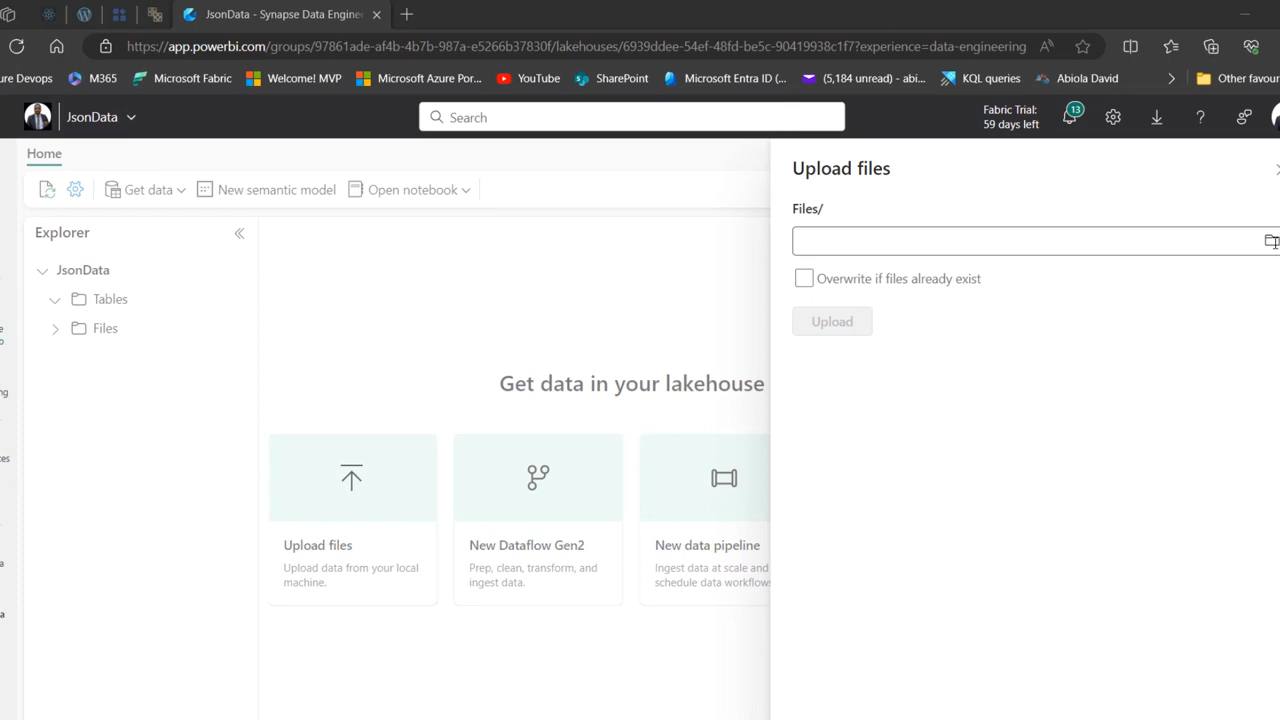 JsonData - Synapse Data Engine
https://app.powerbi.com/groups/97861ade-af4b-4b7b-987a-e5266b37830f/lakehouses/6939ddee-54ef-48fd-be5c-90419938c1f7?experience=data-engineering
ure Devops
M365
Microsoft Fabric
Welcome! MVP
Microsoft Azure Por...
YouTube
SharePoint
Microsoft Entra ID (...
(5,184 unread) - abi...
KQL queries
Abiola David
Other favour
JsonData
Search
Fabric Trial:
59 days left
13
Home
Get data
New semantic model
Open notebook
Explorer
JsonData
Tables
Files
Get data in your lakehouse
Upload files
Upload data from your local
machine.
New Dataflow Gen2
Prep, clean, transform, and
ingest data.
New data pipeline
Ingest data at scale and
schedule data workflows
Upload files
Files/
Overwrite if files already exist
Upload